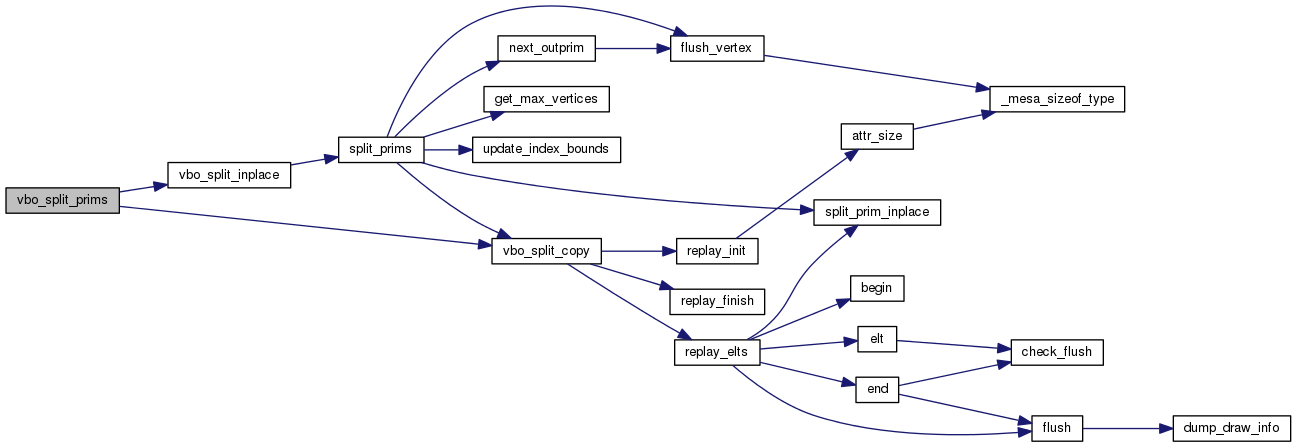 vbo_split_prims
vbo_split_inplace
split_prims
next_outprim
flush_vertex
get_max_vertices
update_index_bounds
_mesa_sizeof_type
attr_size
split_prim_inplace
vbo_split_copy
replay_init
replay_finish
replay_elts
begin
elt
end
check_flush
flush
dump_draw_info